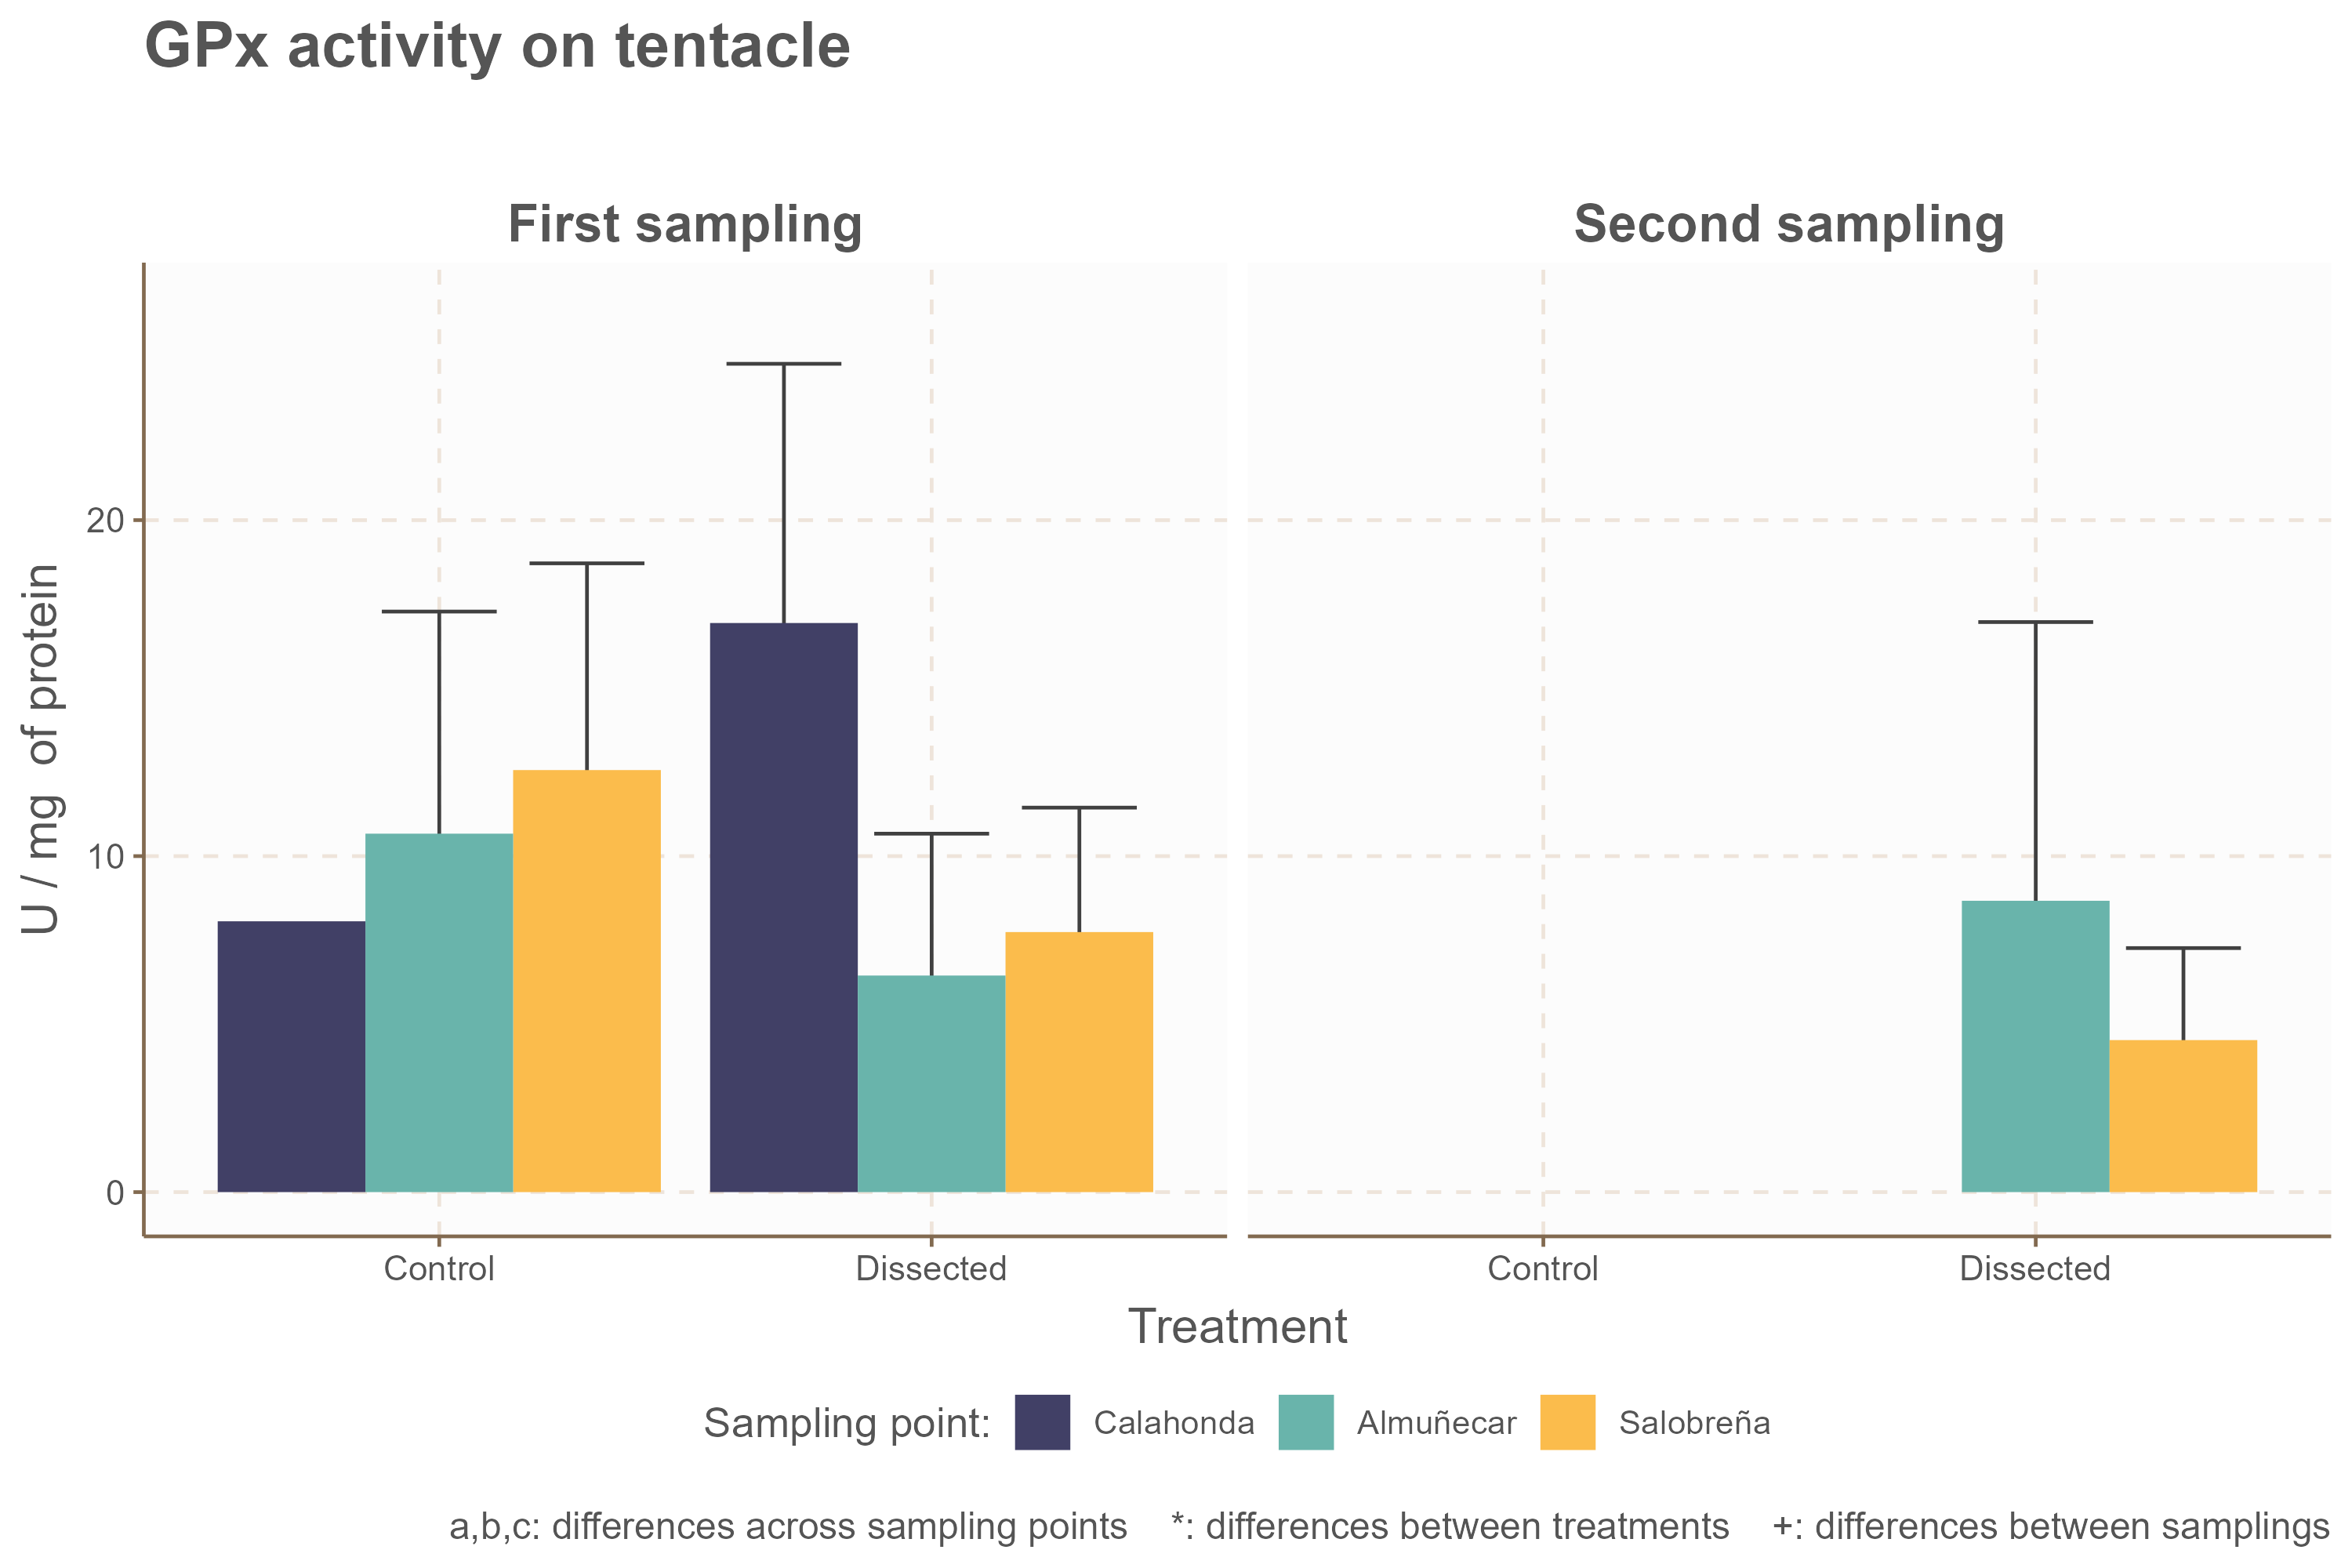 GPx activity on tentacle
First sampling
Second sampling
U / mg  of protein
20
10
0
Control
Dissected
Control
Dissected
Treatment
Sampling point:
Calahonda
Almuñecar
Salobreña
a,b,c: differences across sampling points    *: differences between treatments    +: differences between samplings